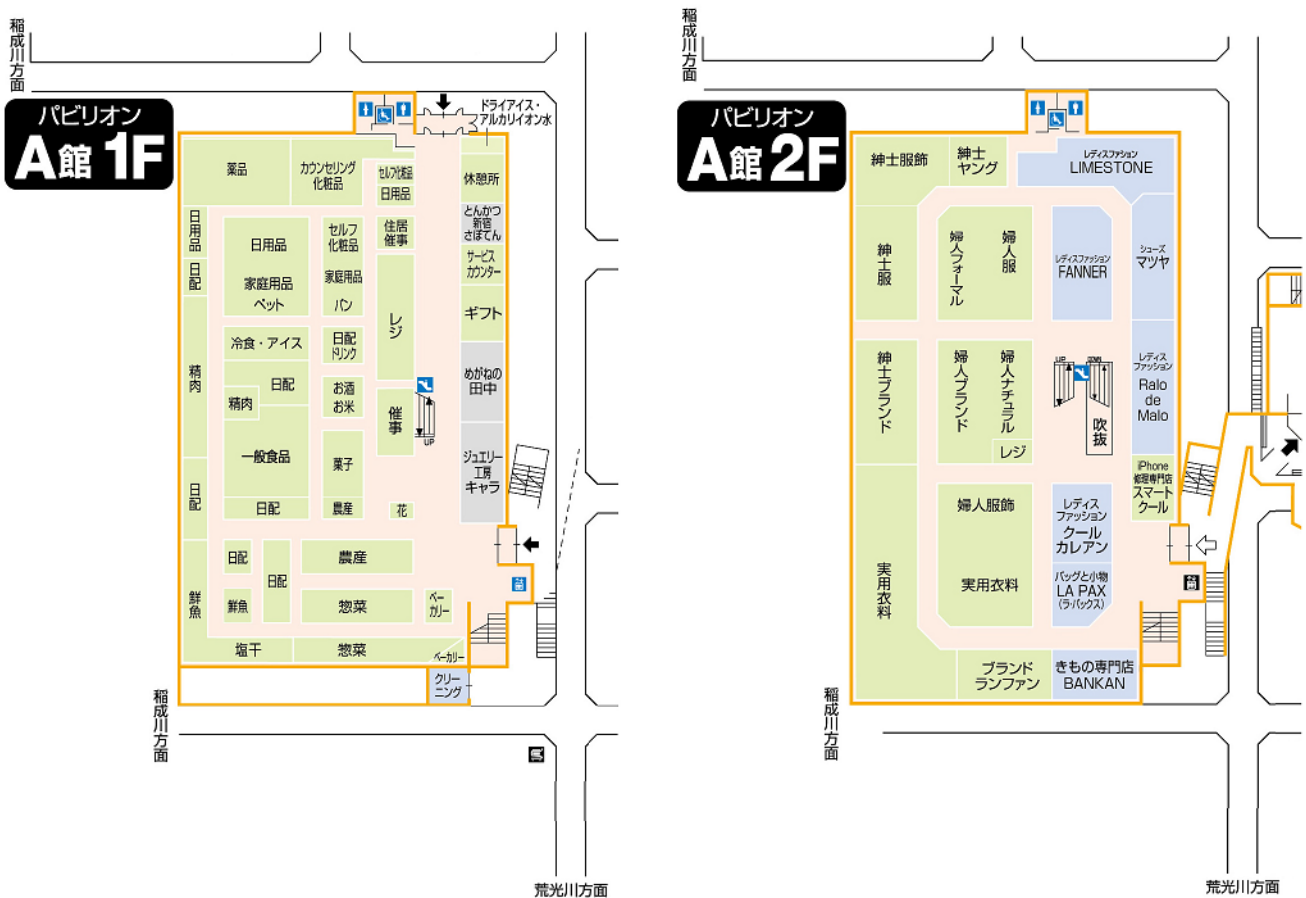 稲成川方面
パビリオン
A館 1F
ドライアイス・
アルカリイオン水
薬品
カウンセリング
化粧品
セルフ化粧品
日用品
休憩所
日用品
日用品
家庭用品
ペット
セルフ
化粧品
家庭用品
パン
住居
催事
とんかつ
新宿
さぼてん
サービス
カウンター
日配
レジ
ギフト
精肉
冷食・アイス
日配
ドリンク
日配
精肉
お酒
お米
めがねの
田中
催事
UP
一般食品
菓子
ジュエリー
工房
キャラ
日配
日配
農産
花
鮮魚
日配
日配
農産
鮮魚
惣菜
ベー
カリー
塩干
惣菜
ベーカリー
クリー
ニング
稲成川方面
荒光川方面
稲成川方面
パビリオン
A館 2F
紳士服飾
紳士
ヤング
レディスファッション
LIMESTONE
紳士服
婦人フォーマル
婦人服
レディスファッション
FANNER
シューズ
マツヤ
紳士ブランド
婦人ブランド
婦人ナチュラル
レジ
UP
DOWN
吹抜
レディス
ファッション
Ralo
de
Malo
iPhone
修理専門店
スマート
クール
実用衣料
婦人服飾
実用衣料
レディス
ファッション
クール
カレアン
バッグと小物
LA PAX
(ラ・パックス)
ブランド
ランファン
きもの専門店
BANKAN
稲成川方面
荒光川方面